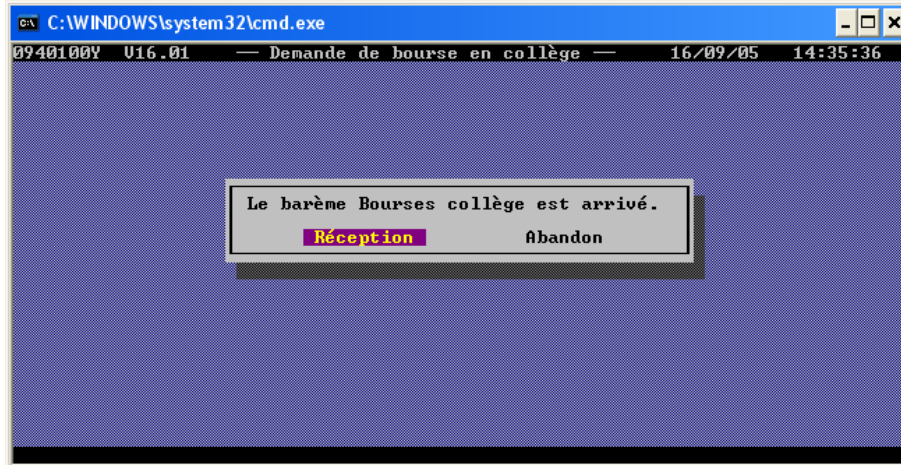 C:\WINDOWS\system32\cmd.exe
0940100Y V16.01 — Demande de bourse en collège — 16/09/05 14:35:36
Le barème Bourses collège est arrivé.
Réception Abandon